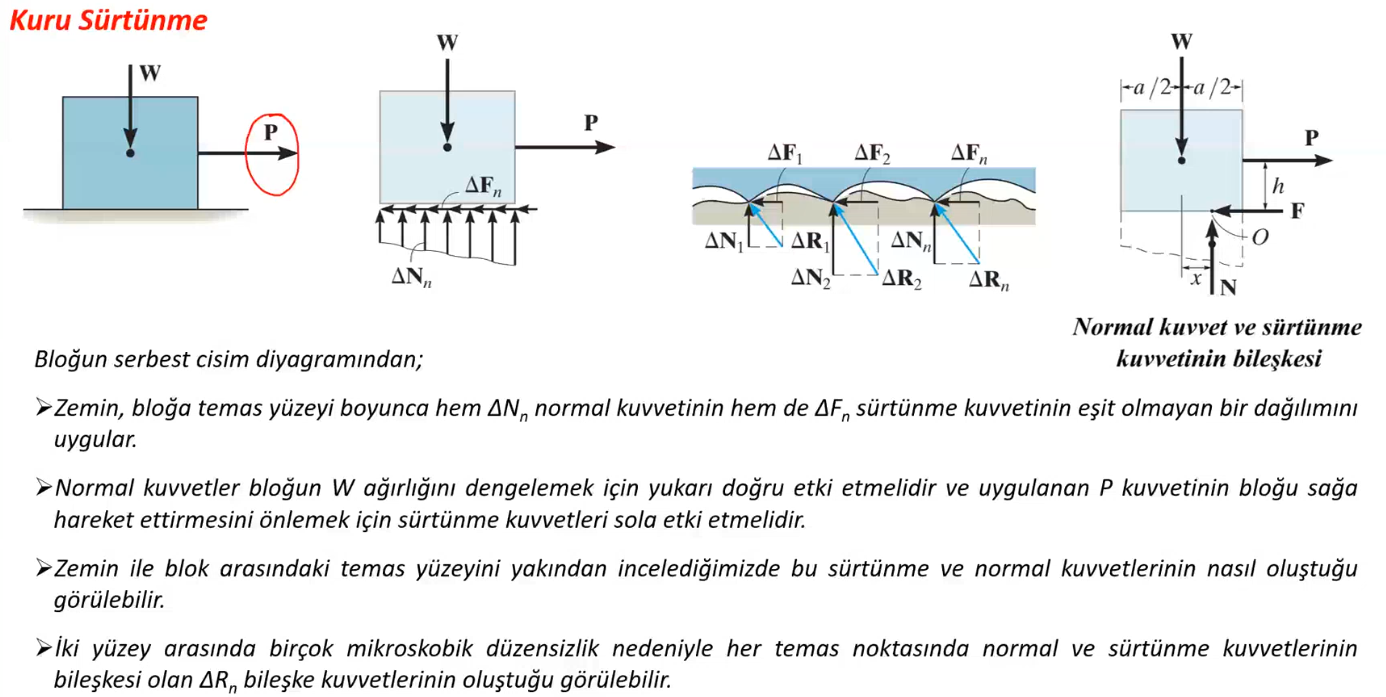 Kuru Sürtünme
W
P
W
P
ΔFn
ΔNn
ΔF1 ΔF2 ΔFn
ΔN1 ΔR1 ΔNn
ΔN2 ΔR2 ΔRn
W
a/2 a/2
P
h
F
O
x N
Normal kuvvet ve sürtünme
kuvvetinin bileşkesi
Bloğun serbest cisim diyagramından;
➢Zemin, bloğa temas yüzeyi boyunca hem ΔNn normal kuvvetinin hem de ΔFn sürtünme kuvvetinin eşit olmayan bir dağılımını
uygular.
➢Normal kuvvetler bloğun W ağırlığını dengelemek için yukarı doğru etki etmelidir ve uygulanan P kuvvetinin bloğu sağa
hareket ettirmesini önlemek için sürtünme kuvvetleri sola etki etmelidir.
➢Zemin ile blok arasındaki temas yüzeyini yakından incelediğimizde bu sürtünme ve normal kuvvetlerinin nasıl oluştuğu
görülebilir.
➢İki yüzey arasında birçok mikroskobik düzensizlik nedeniyle her temas noktasında normal ve sürtünme kuvvetlerinin
bileşkesi olan ΔRn bileşke kuvvetlerinin oluştuğu görülebilir.